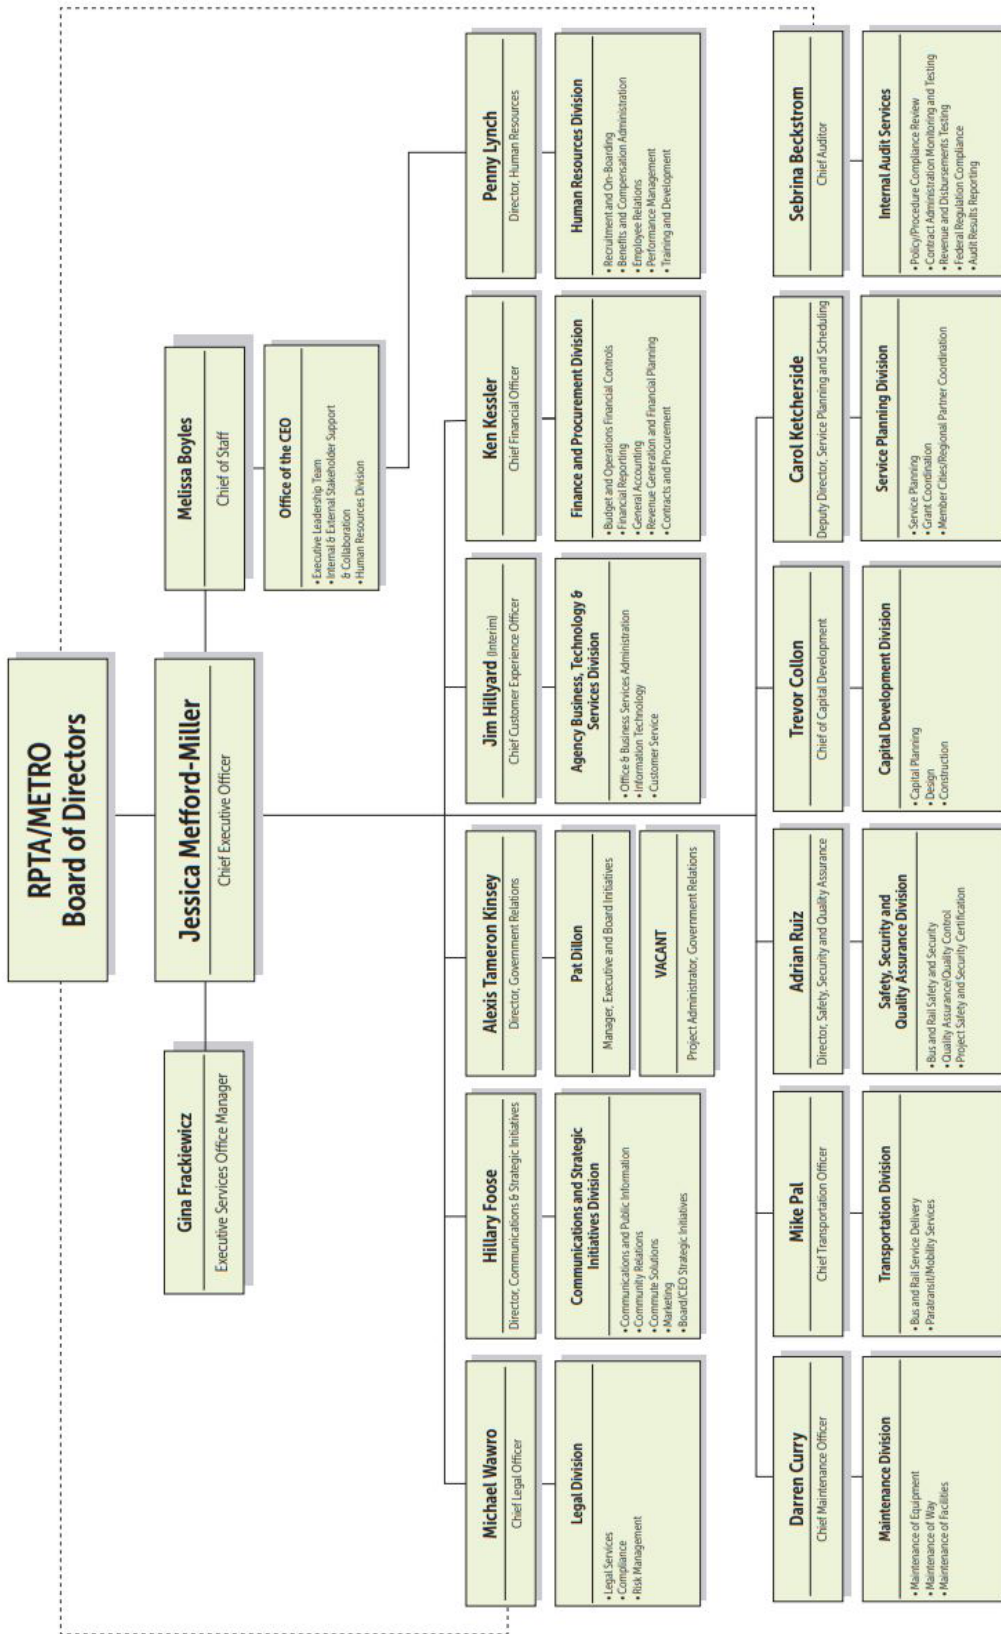 RPTA/METRO
Board of Directors
Jessica Mefford-Miller
Chief Executive Officer
Gina Frackiewicz
Executive Services Office Manager
Melissa Boyles
Chief of Staff
Office of the CEO
• Executive Leadership Team
• Internal & External Stakeholder Support
& Collaboration
• Human Resources Division
Michael Wawro
Chief Legal Officer
Legal Division
• Legal Services
• Compliance
• Risk Management
Hillary Foose
Director, Communications & Strategic Initiatives
Communications and Strategic
Initiatives Division
• Communications and Public Information
• Community Relations
• Commute Solutions
• Marketing
• Board/CEO Strategic Initiatives
Alexis Tameron Kinsey
Director, Government Relations
Pat Dillon
Manager, Executive and Board Initiatives
VACANT
Project Administrator, Government Relations
Jim Hillyard (Interim)
Chief Customer Experience Officer
Agency Business, Technology &
Services Division
• Office & Business Services Administration
• Information Technology
• Customer Service
Ken Kessler
Chief Financial Officer
Finance and Procurement Division
• Budget and Operations Financial Controls
• Financial Reporting
• General Accounting
• Revenue Generation and Financial Planning
• Contracts and Procurement
Penny Lynch
Director, Human Resources
Human Resources Division
• Recruitment and On-Boarding
• Benefits and Compensation Administration
• Employee Relations
• Performance Management
• Training and Development
Darren Curry
Chief Maintenance Officer
Maintenance Division
• Maintenance of Equipment
• Maintenance of Way
• Maintenance of Facilities
Mike Pal
Chief Transportation Officer
Transportation Division
• Bus and Rail Service Delivery
• Paratransit/Mobility Services
Adrian Ruiz
Director, Safety, Security and Quality Assurance
Safety, Security and
Quality Assurance Division
• Bus and Rail Safety and Security
• Quality Assurance/Quality Control
• Project Safety and Security Certification
Trevor Collon
Chief of Capital Development
Capital Development Division
• Capital Planning
• Design
• Construction
Carol Ketcherside
Deputy Director, Service Planning and Scheduling
Service Planning Division
• Service Planning
• Grant Coordination
• Member Cities/Regional Partner Coordination
Sebrina Beckstrom
Chief Auditor
Internal Audit Services
• Policy/Procedure Compliance Review
• Contract Administration Monitoring and Testing
• Revenue and Disbursements Testing
• Federal Regulation Compliance
• Audit Results Reporting